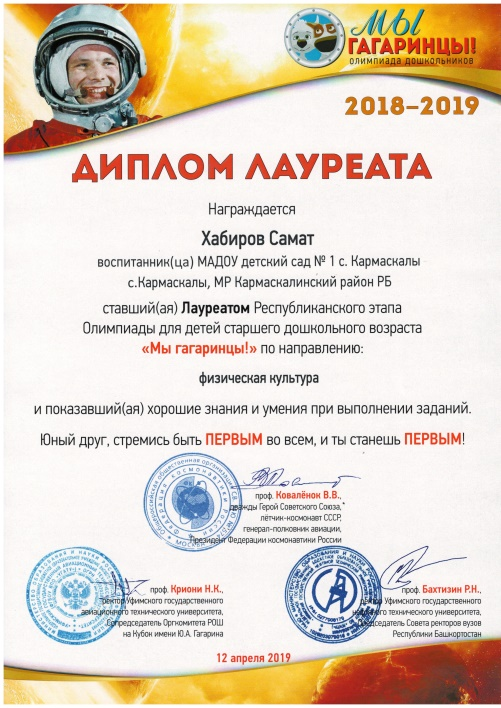 МЫ
ГАГАРИНЦЫ!
ОЛИМПИАДА ДОШКОЛЬНИКОВ
2018–2019
ДИПЛОМ ЛАУРЕАТА
Награждается
Хабиров Самат
воспитанник(ца) МАДОУ детский сад № 1 с. Кармаскалы
с.Кармаскалы, МР Кармаскалинский район РБ
ставший(ая) Лауреатом Республиканского этапа
Олимпиады для детей старшего дошкольного возраста
«Мы гагаринцы!» по направлению:
физическая культура
и показавший(ая) хорошие знания и умения при выполнении заданий.
Юный друг, стремись быть ПЕРВЫМ во всем, и ты станешь ПЕРВЫМ!
проф. Ковалёнок В.В.,
дважды Герой Советского Союза,
лётчик-космонавт СССР,
генерал-полковник авиации,
Президент Федерации космонавтики России
проф. Криони Н.К.,
ректор Уфимского государственного
авиационного технического университета,
Сопредседатель Оргкомитета РОШ
на Кубок имени Ю.А. Гагарина
проф. Бахтизин Р.Н.,
ректор Уфимского государственного
нефтяного технического университета,
Председатель Совета ректоров вузов
Республики Башкортостан
12 апреля 2019